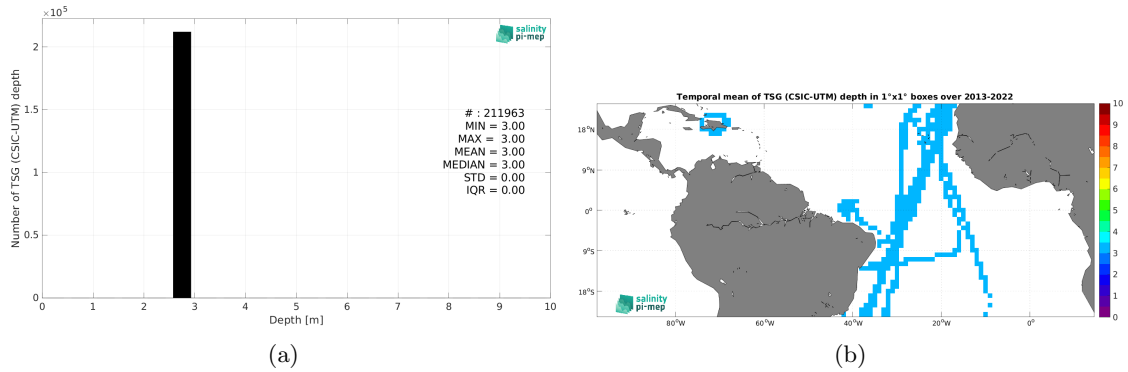 ×10⁵
2
1.5
1
0.5
0
Number of TSG (CSIC-UTM) depth
salinity
pi-mep
# : 211963
MIN = 3.00
MAX = 3.00
MEAN = 3.00
MEDIAN = 3.00
STD = 0.00
IQR = 0.00
0 1 2 3 4 5 6 7 8 9 10
Depth [m]
(a)
Temporal mean of TSG (CSIC-UTM) depth in 1°x1° boxes over 2013-2022
18°N
9°N
0°
9°S
18°S
salinity
pi-mep
80°W 60°W 40°W 20°W 0°
10
9
8
7
6
5
4
3
2
1
0
(b)